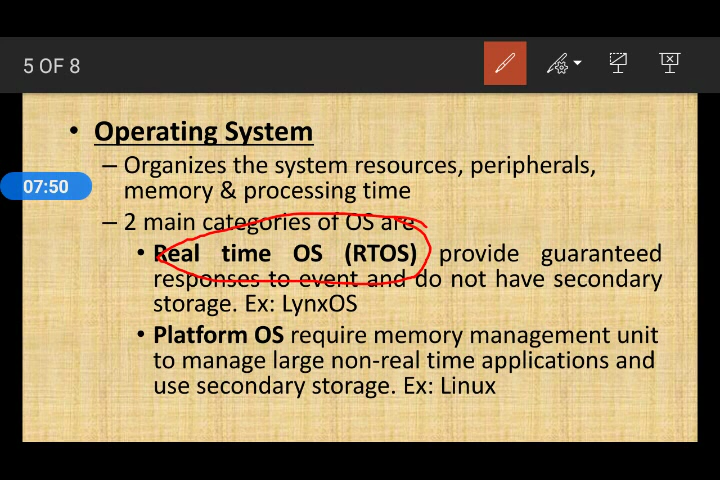 5 OF 8
• Operating System
– Organizes the system resources, peripherals,
07:50
memory & processing time
– 2 main categories of OS are
• Real time OS (RTOS) provide guaranteed
responses to event and do not have secondary
storage. Ex: LynxOS
• Platform OS require memory management unit
to manage large non-real time applications and
use secondary storage. Ex: Linux